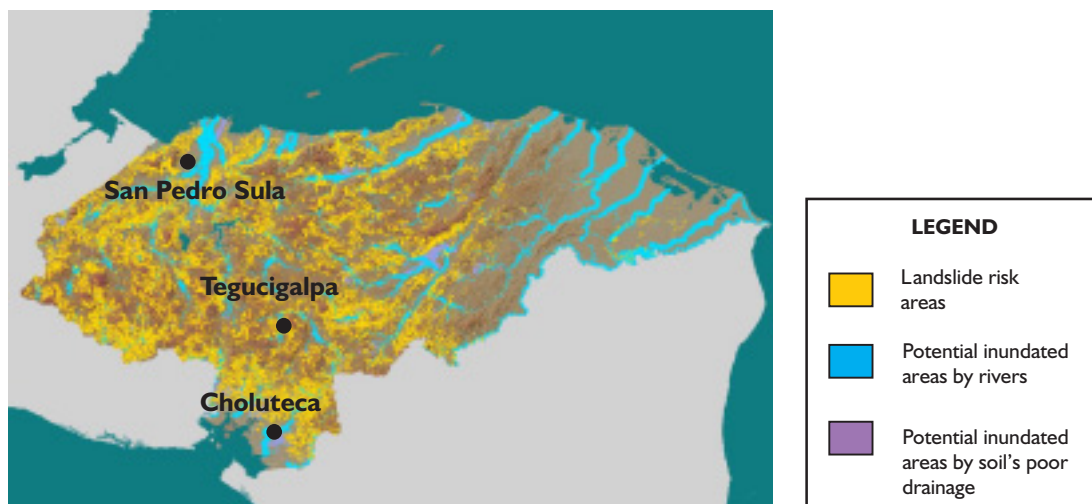 San Pedro Sula
Tegucigalpa
Choluteca
LEGEND
Landslide risk
areas
Potential inundated
areas by rivers
Potential inundated
areas by soil's poor
drainage